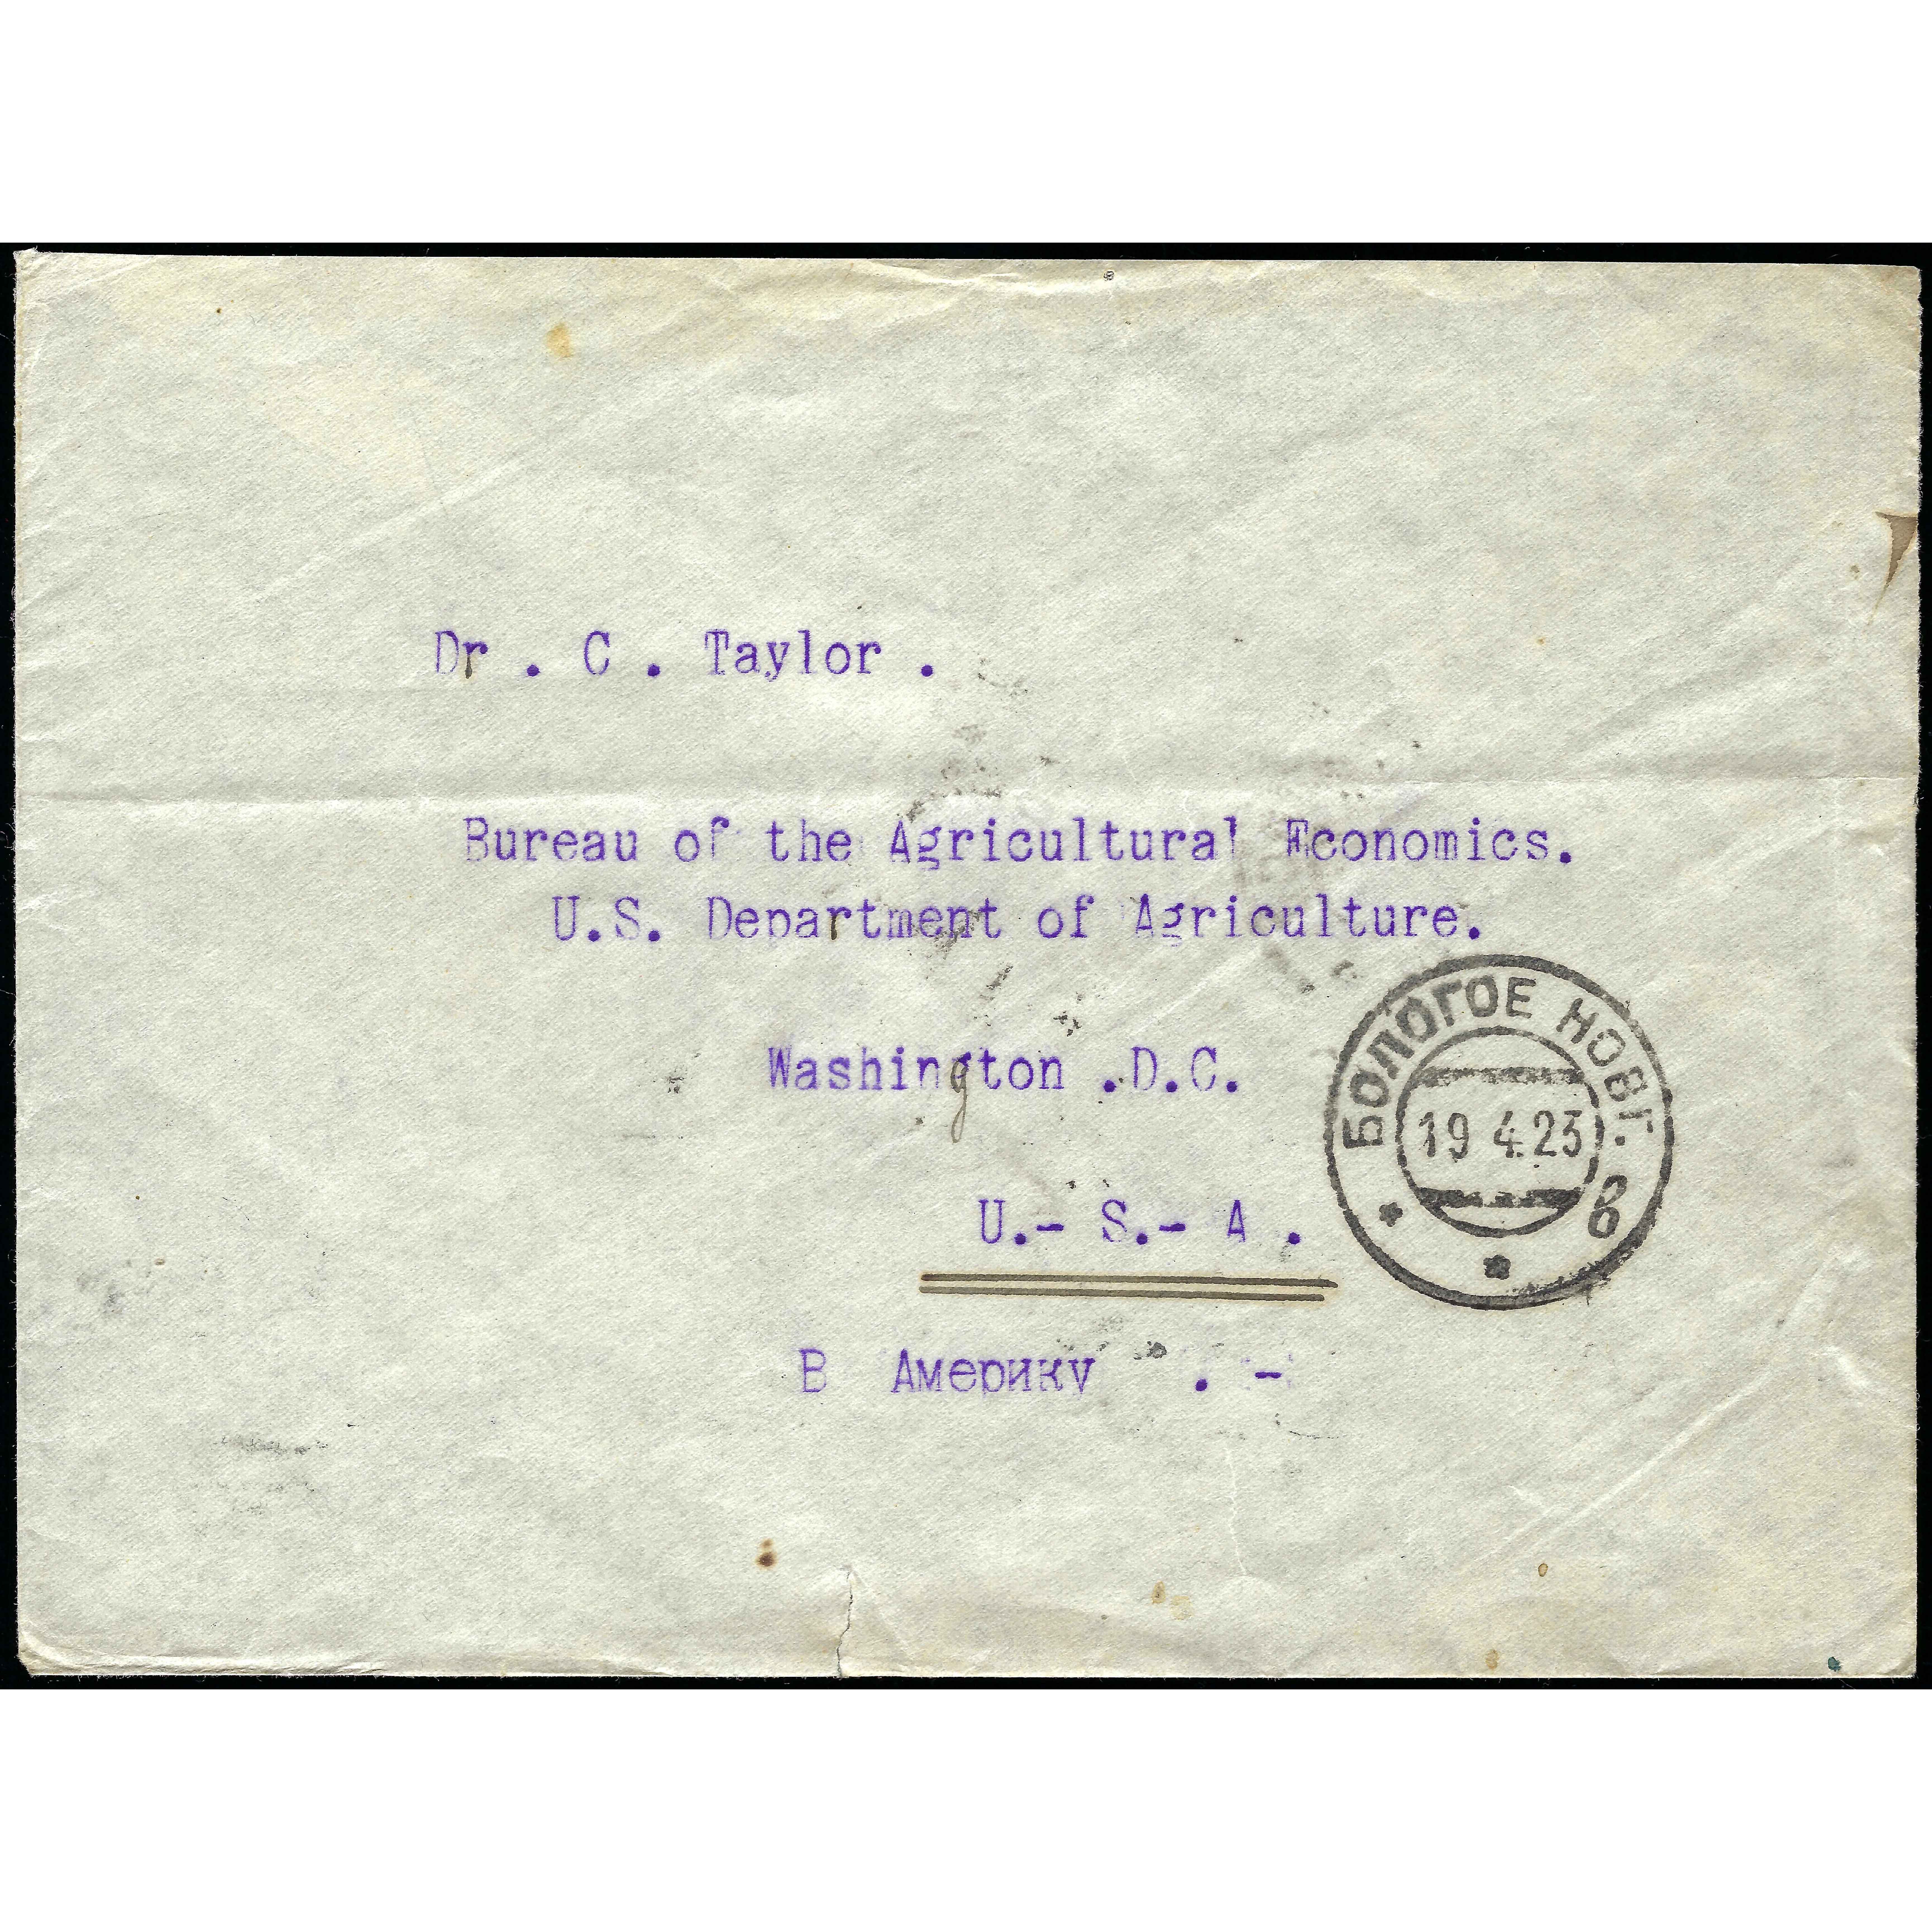 Dr . C . Taylor .
Bureau of the Agricultural Economics.
U.S. Department of Agriculture.
Washington .D.C.
U.- S.- A .
В Америку . -
БОЛОГОЕ НОВГ.
19 4.23
в